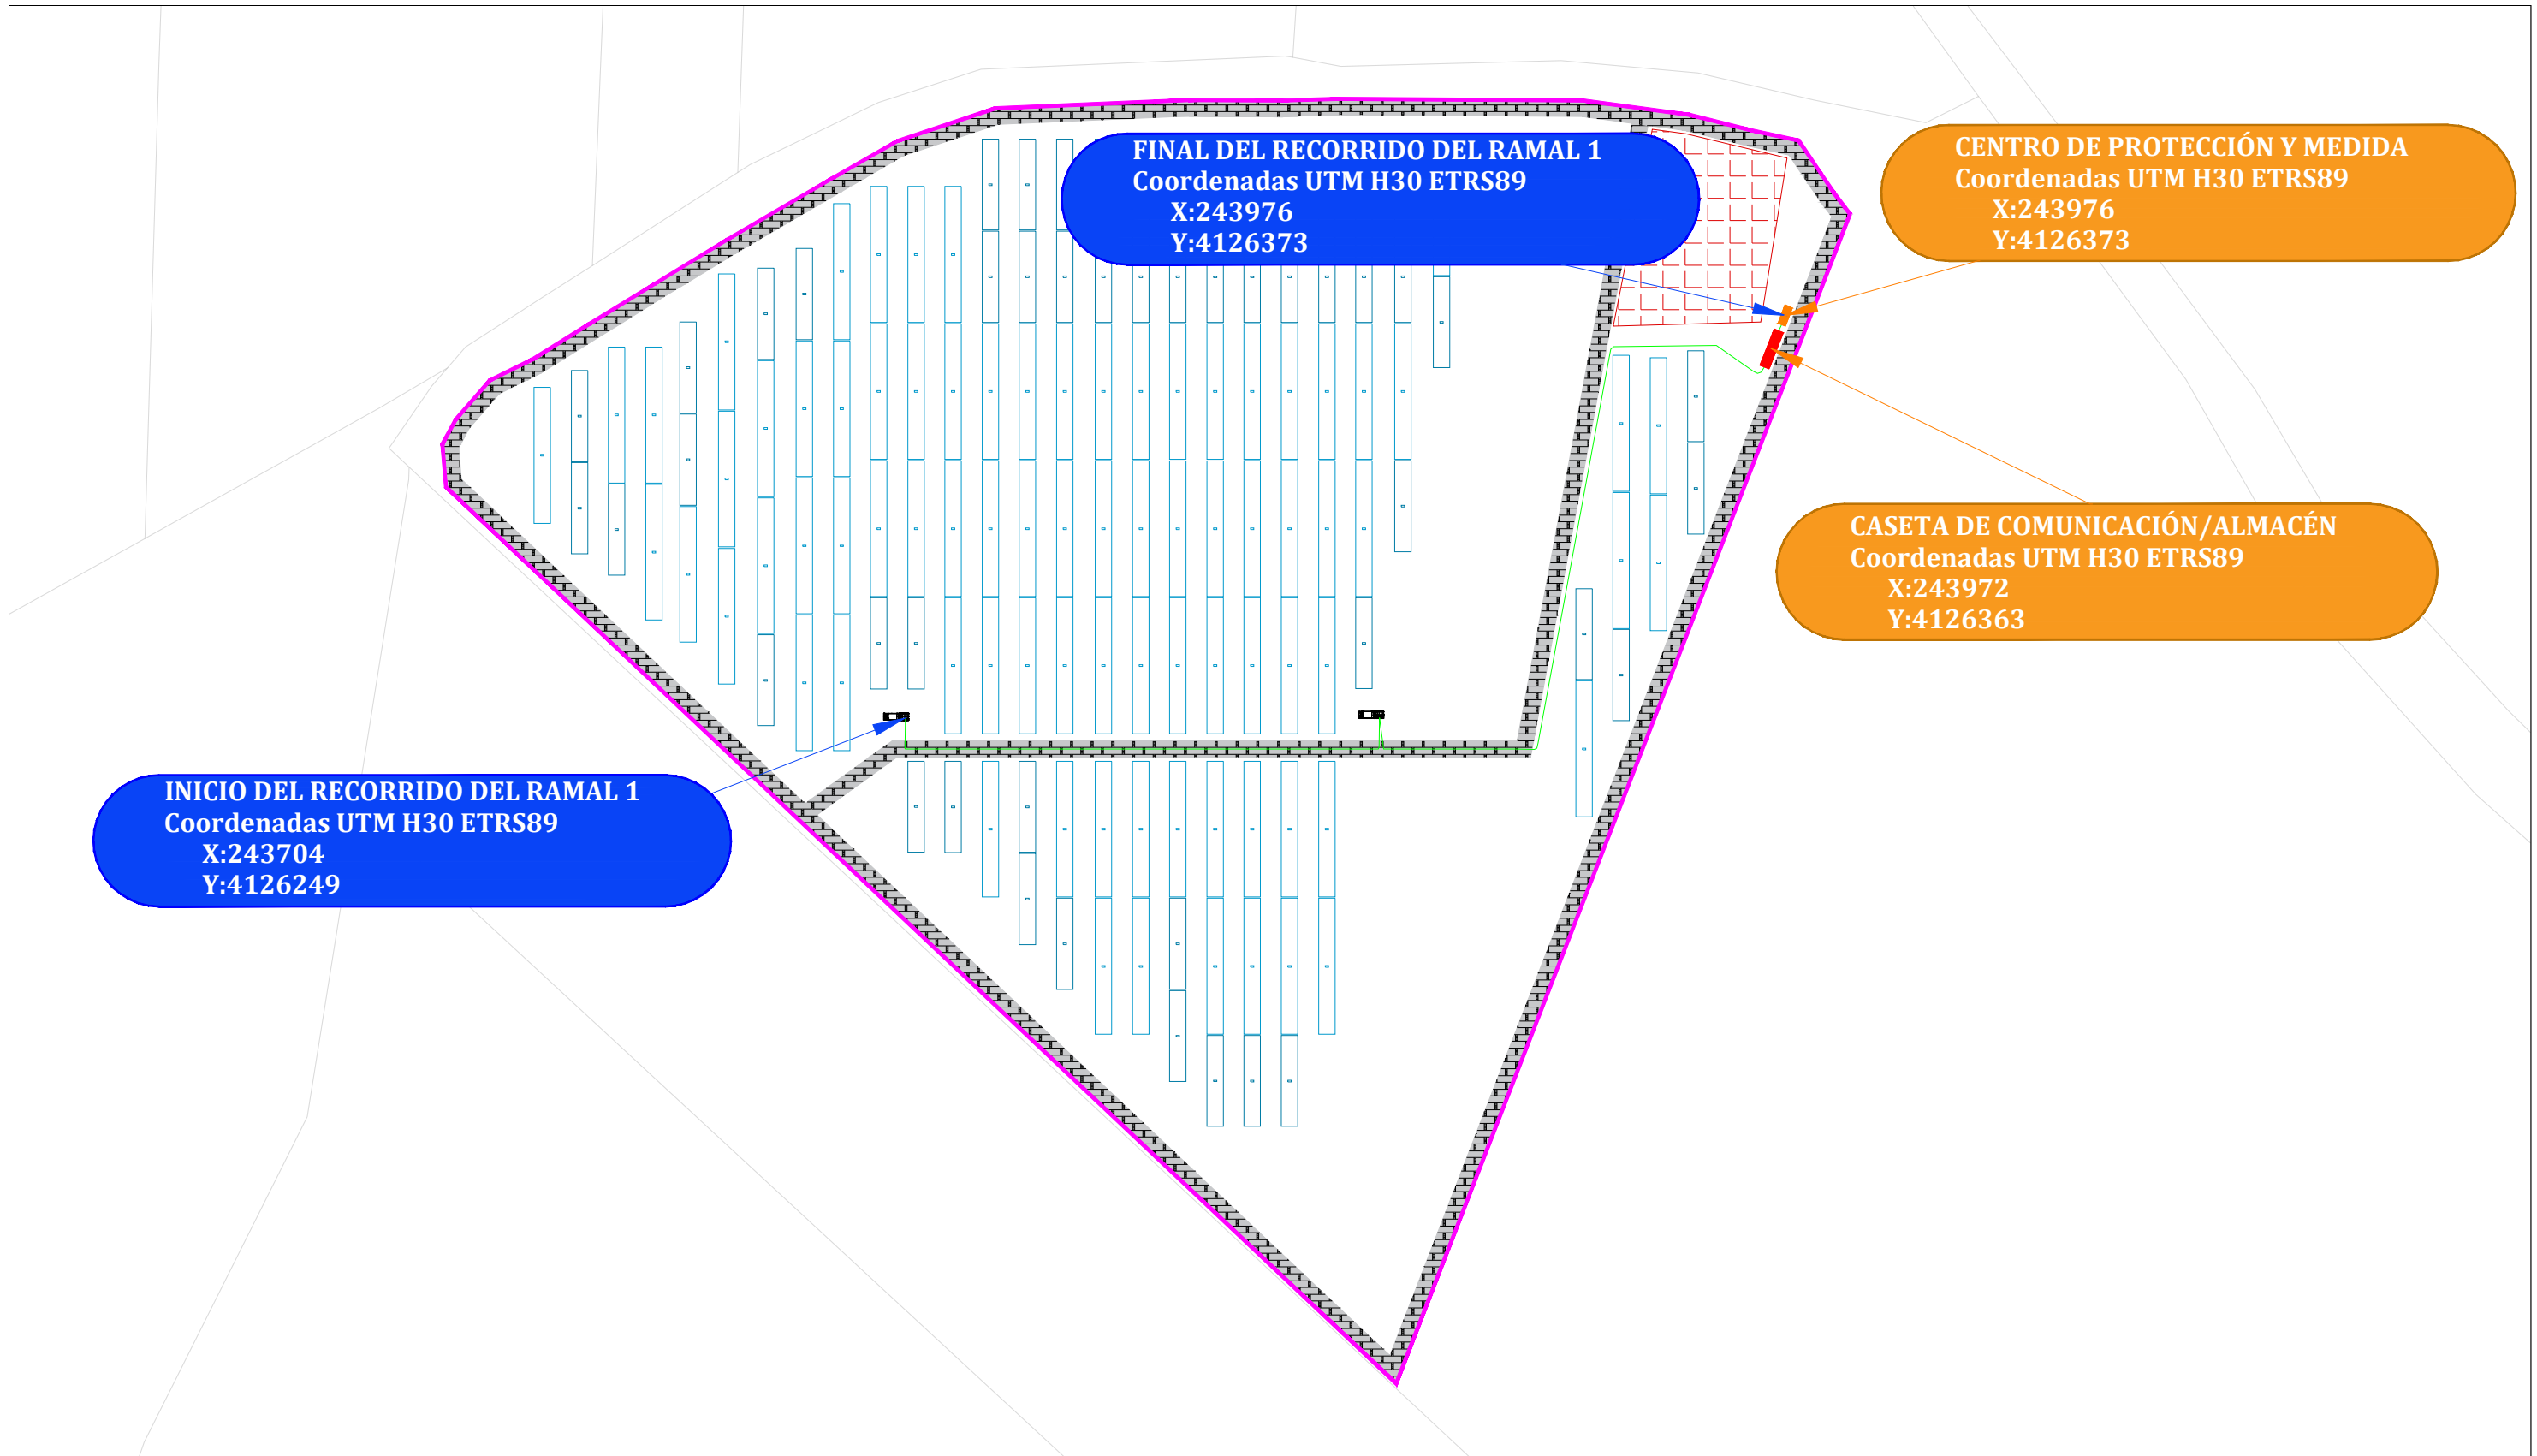 FINAL DEL RECORRIDO DEL RAMAL 1
Coordenadas UTM H30 ETRS89
X:243976
Y:4126373
CENTRO DE PROTECCIÓN Y MEDIDA
Coordenadas UTM H30 ETRS89
X:243976
Y:4126373
CASETA DE COMUNICACIÓN/ALMACÉN
Coordenadas UTM H30 ETRS89
X:243972
Y:4126363
INICIO DEL RECORRIDO DEL RAMAL 1
Coordenadas UTM H30 ETRS89
X:243704
Y:4126249